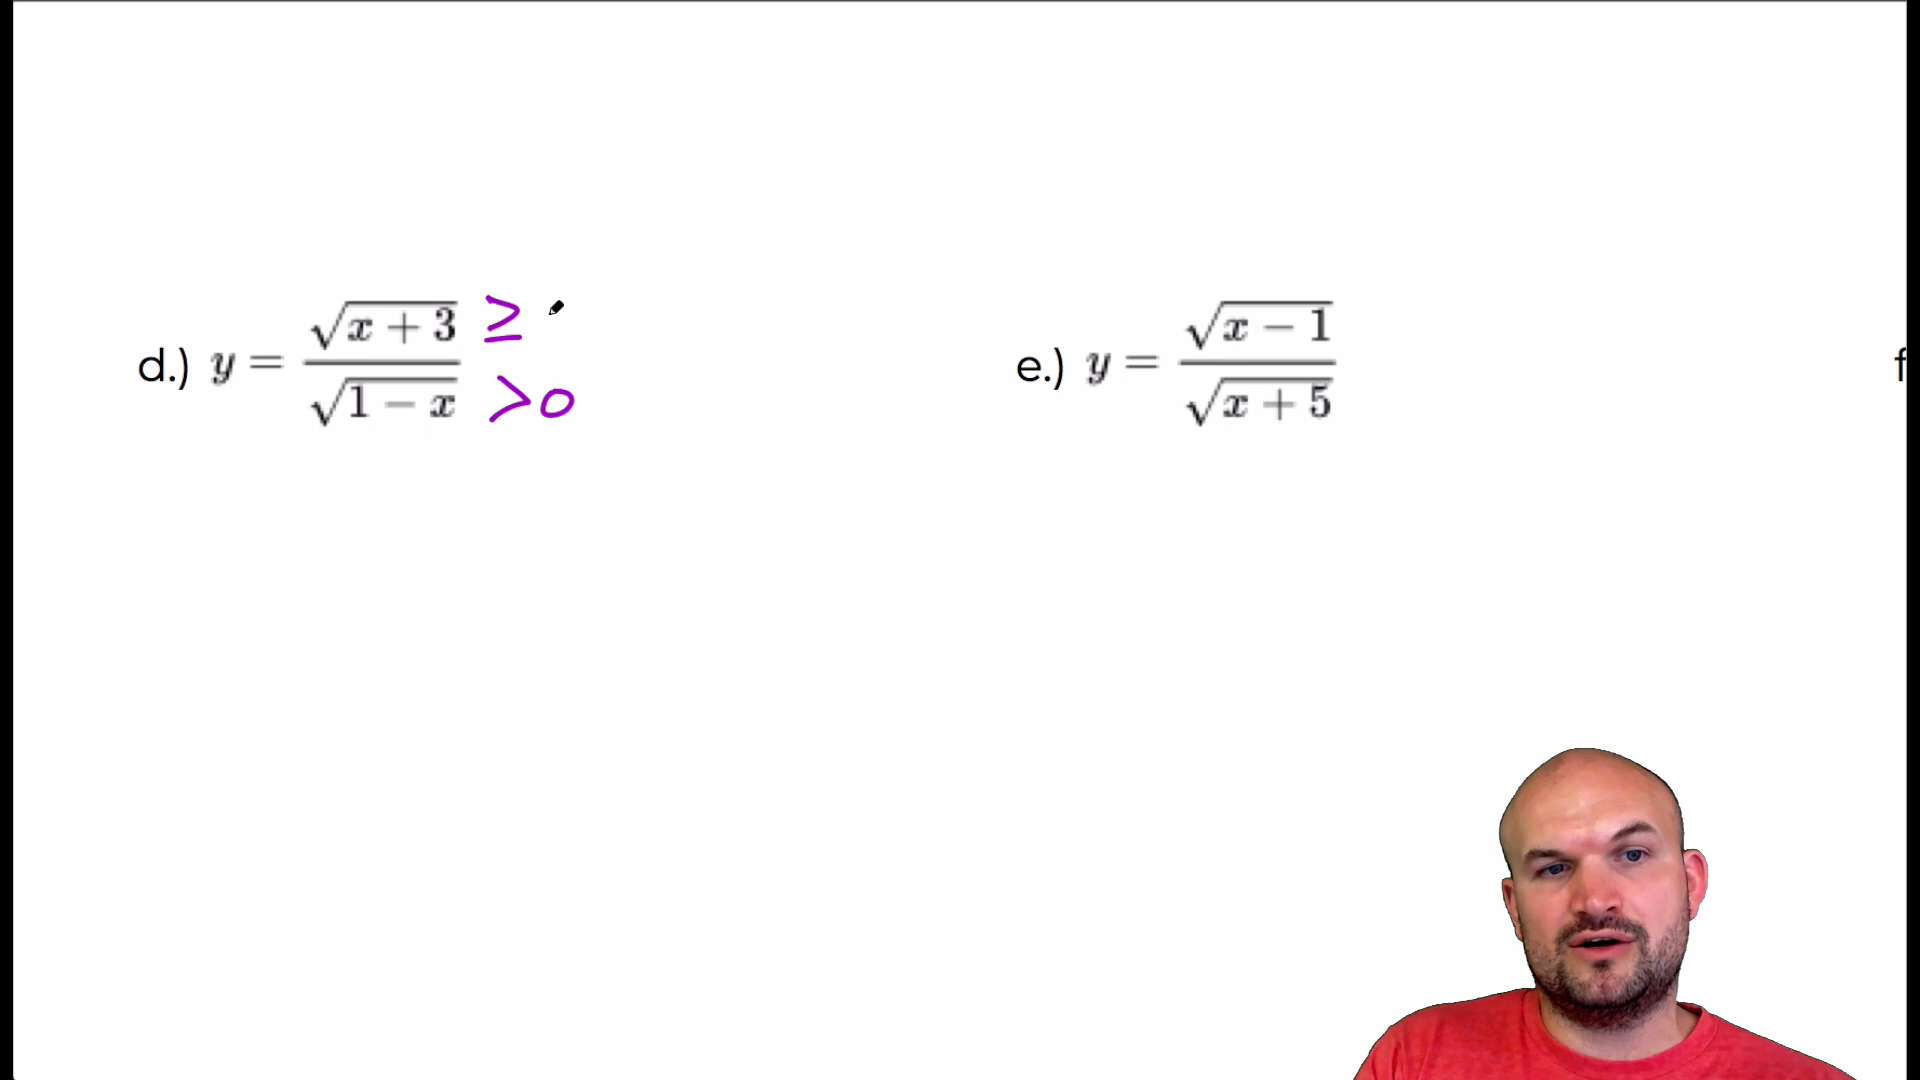 d.) y = √(x + 3) / √(1 − x) ≥ > 0
e.) y = √(x − 1) / √(x + 5)
f